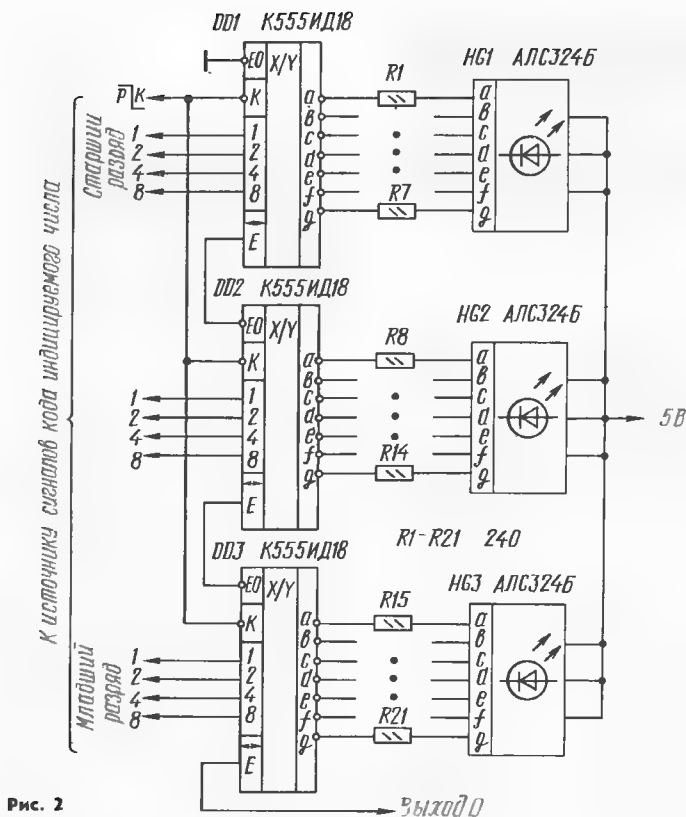 DD1 К555ИД18
HG1 АЛС324Б
EO X/Y
P̅ K
K
R1
a a
Старший разряд
1 1 b b
2 2 c c
4 4 d d
8 8 e e
f f
R7
g g
E
К источнику сигналов кода индицируемого числа
DD2 К555ИД18
HG2 АЛС324Б
EO X/Y
R8
K a a
b b
1 1 c c
2 2 d d
4 4 e e
8 8 f f
R14
g g
E
5В
R1-R21 240
DD3 К555ИД18
HG3 АЛС324Б
EO X/Y
R15
K a a
b b
Младший разряд
1 1 c c
2 2 d d
4 4 e e
8 8 f f
R21
g g
E
Рис. 2
Выход 0